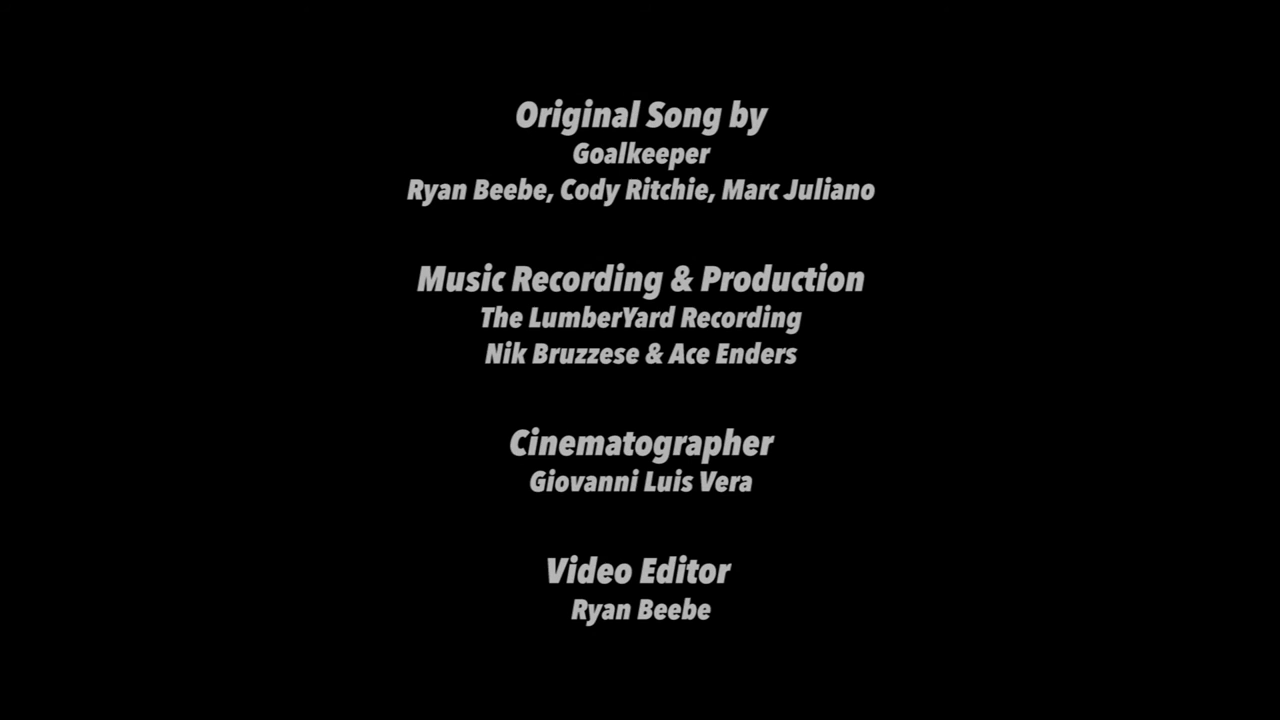 Original Song by
Goalkeeper
Ryan Beebe, Cody Ritchie, Marc Juliano
Music Recording & Production
The LumberYard Recording
Nik Bruzzese & Ace Enders
Cinematographer
Giovanni Luis Vera
Video Editor
Ryan Beebe